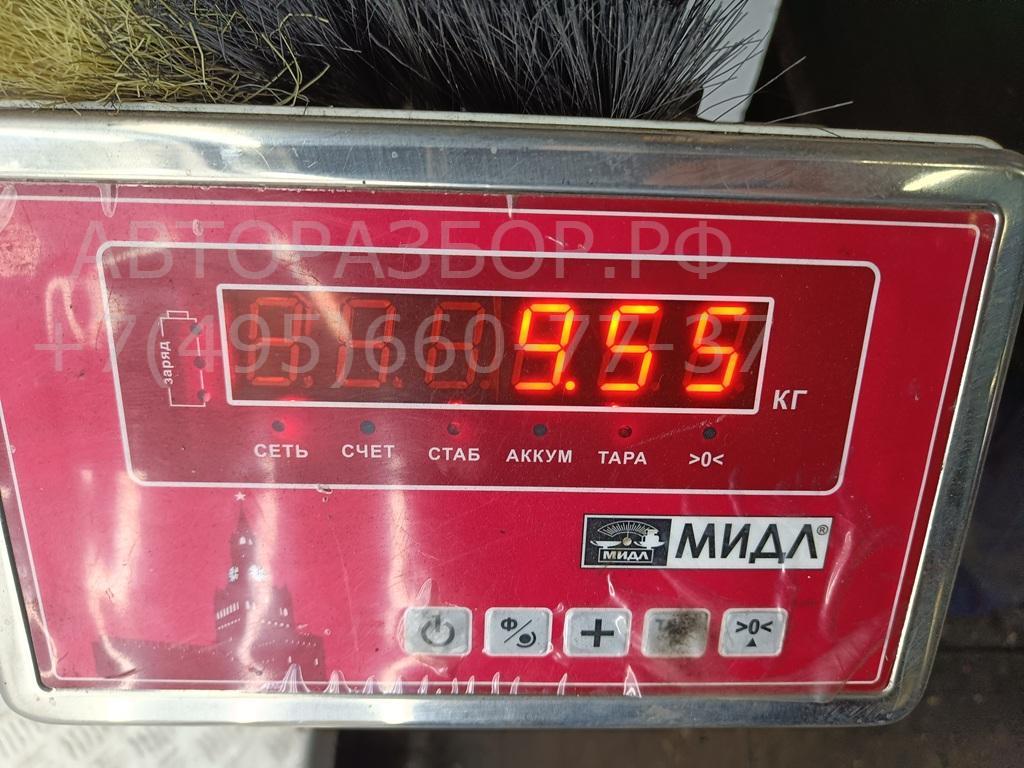 АВТОРАЗБОР.РФ
+7(495)660-77-37
заряд
9.55
КГ
СЕТЬ СЧЕТ СТАБ АККУМ ТАРА >0<
МИДЛ МИДЛ®
Ф
>0<